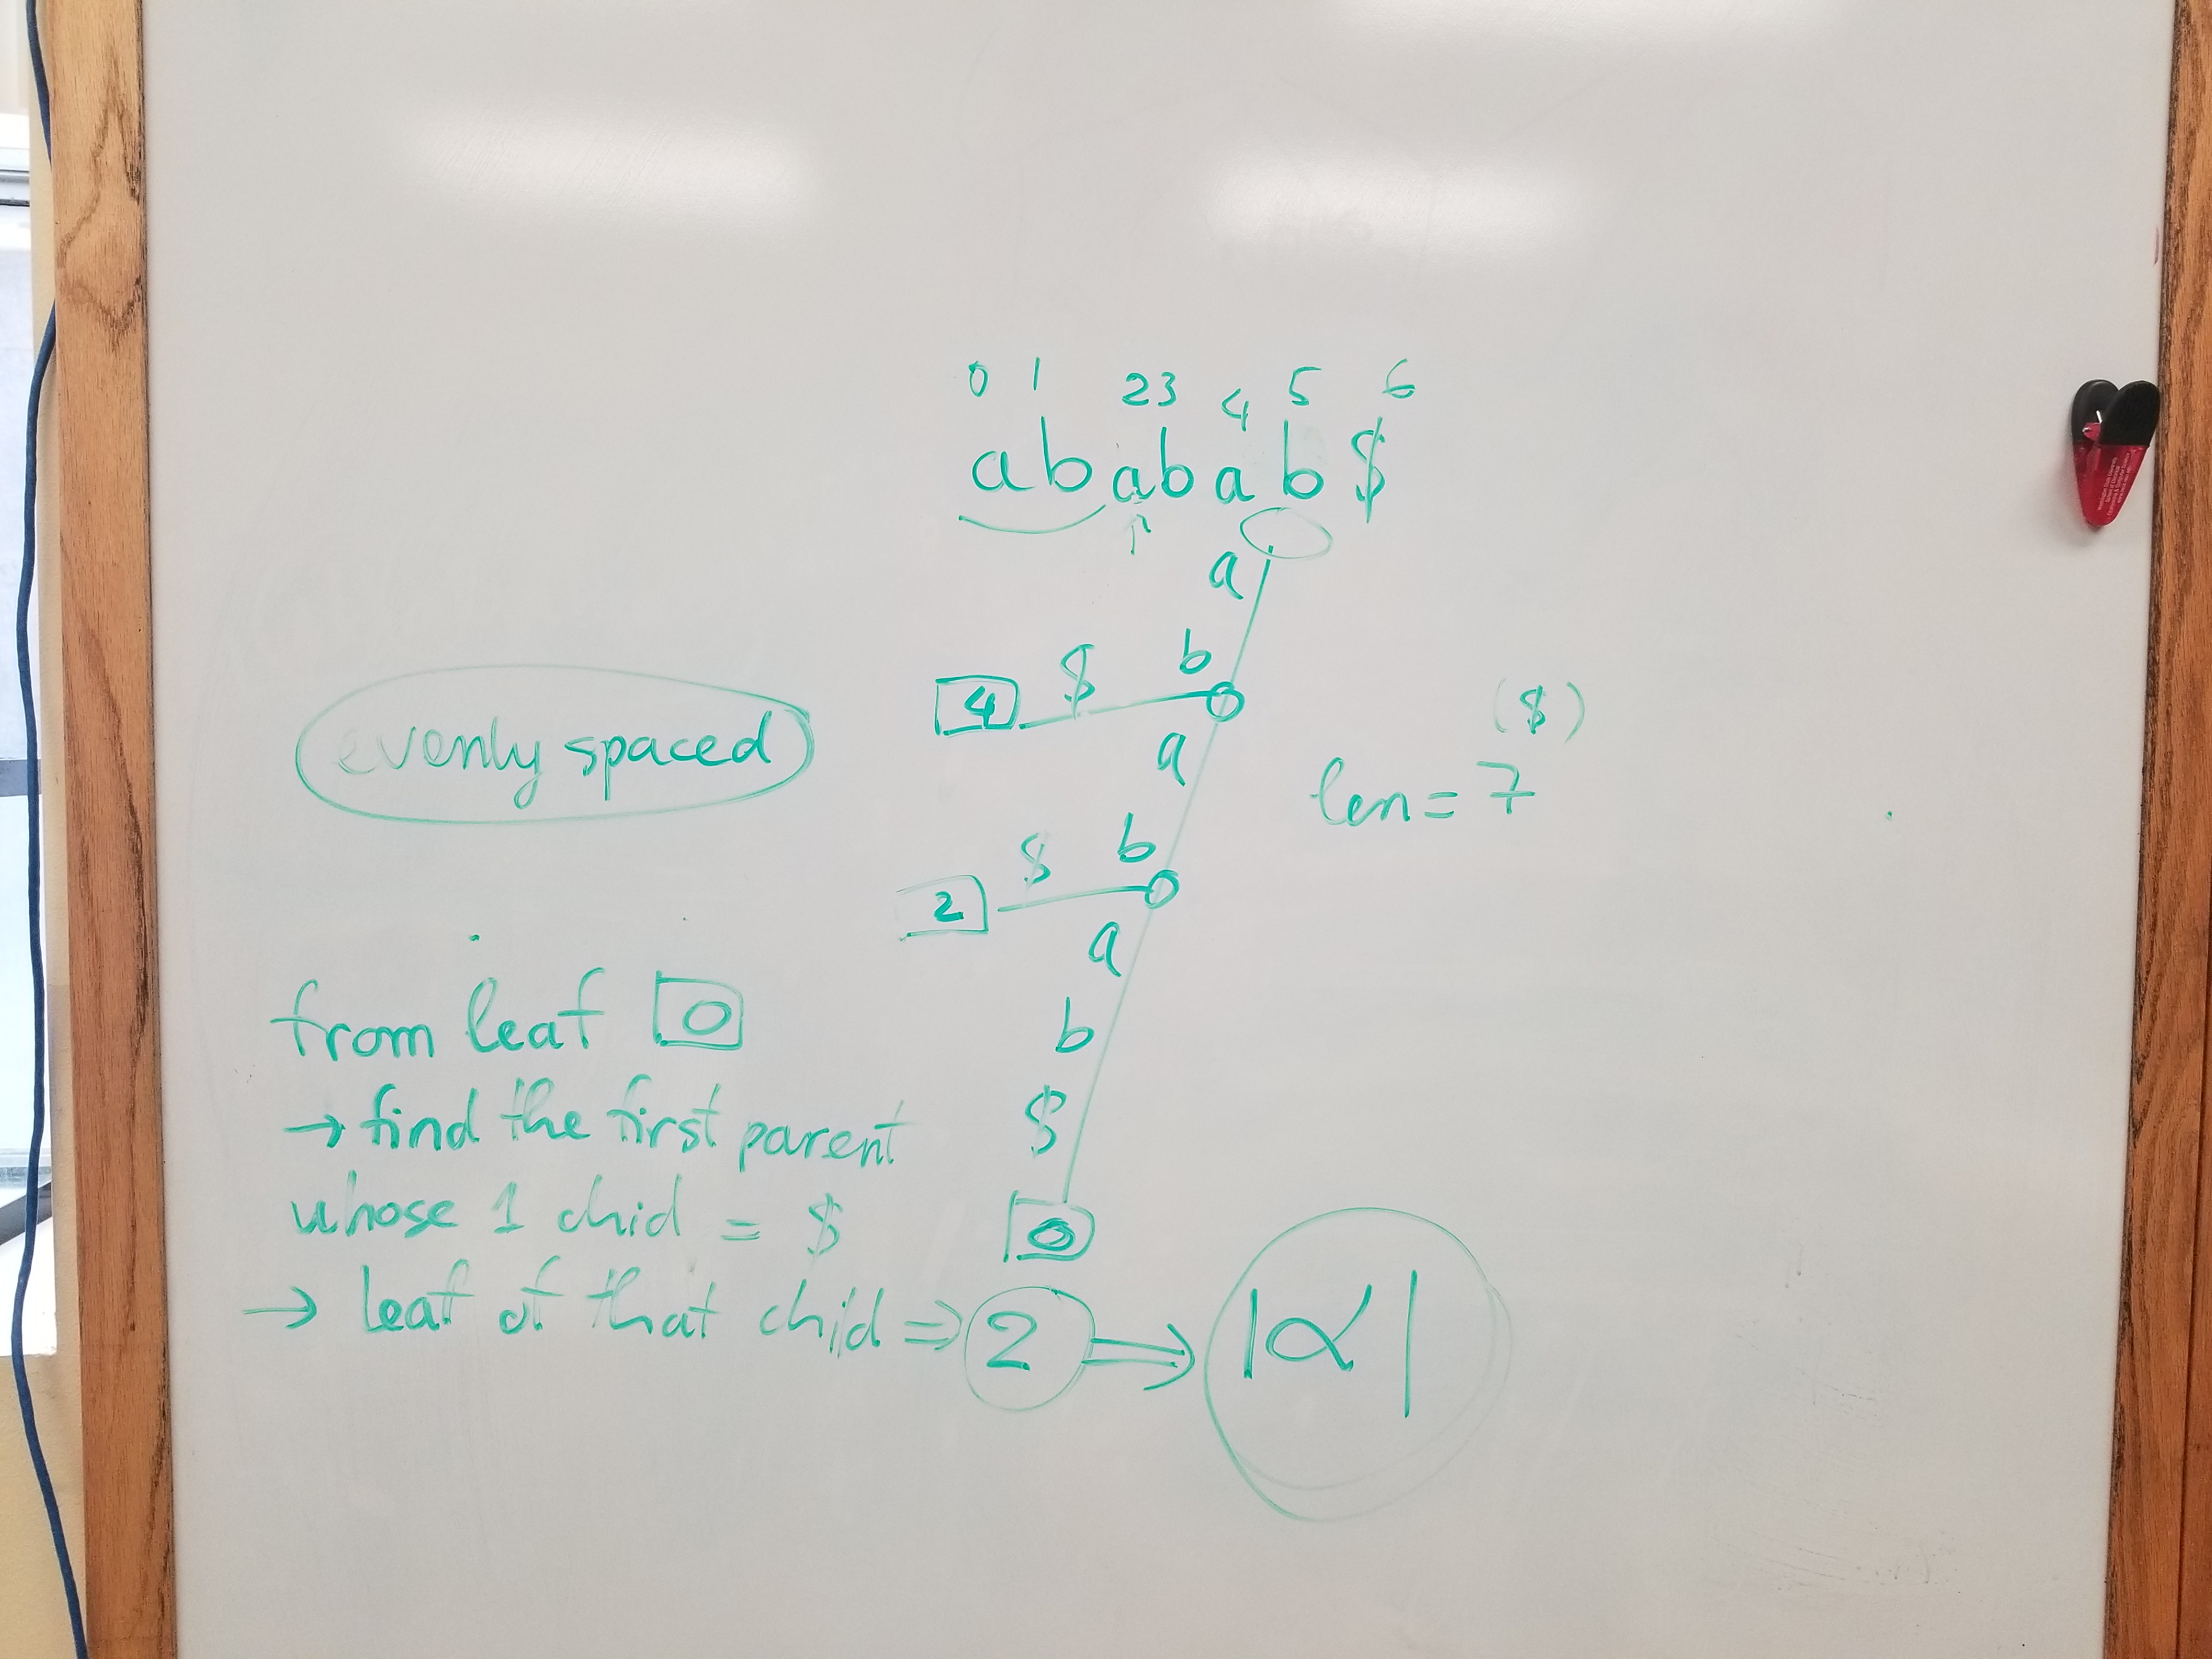 0 1 2 3 4 5 6
a b a b a b $
↑
a
b
$
4
a
b
$
2
a
b
$
0
($)
len = 7
evenly spaced
from leaf 0
→ find the first parent
whose 1 chid = $
→ leaf of that chid ⇒ 2 ⇒ |α|